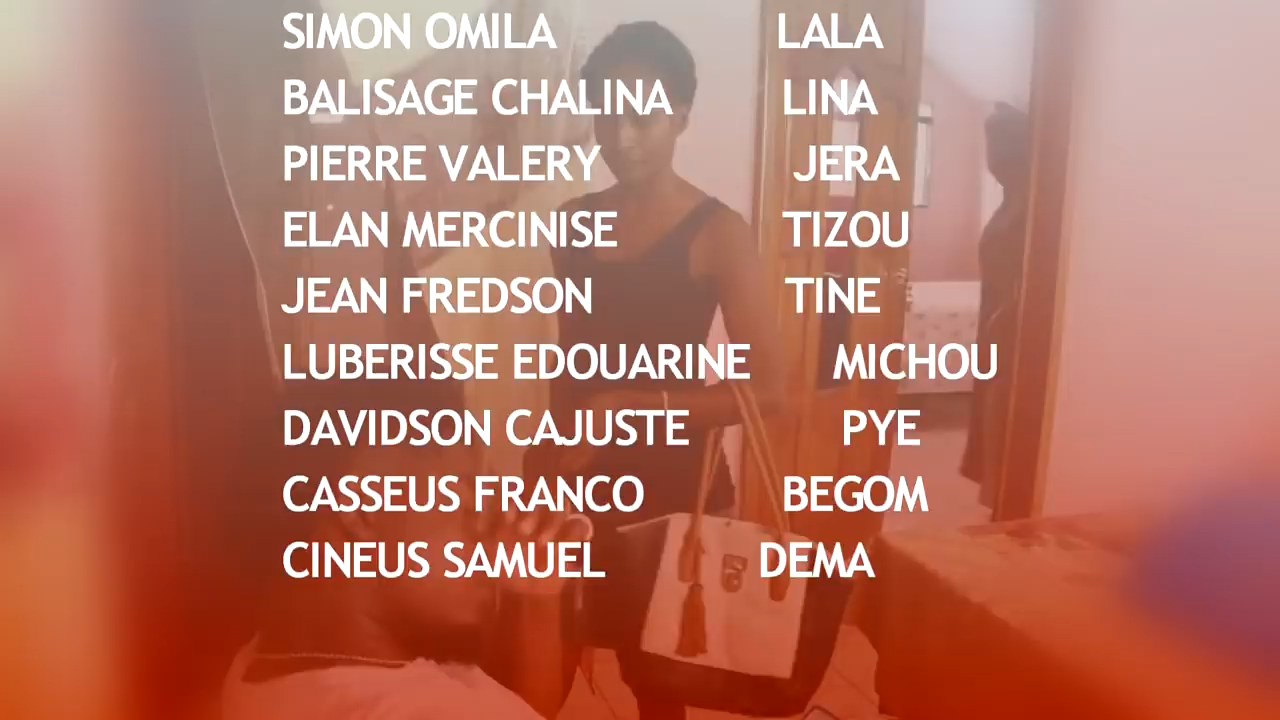 SIMON OMILA LALA
BALISAGE CHALINA LINA
PIERRE VALERY JERA
ELAN MERCINISE TIZOU
JEAN FREDSON TINE
LUBERISSE EDOUARINE MICHOU
DAVIDSON CAJUSTE PYE
CASSEUS FRANCO BEGOM
CINEUS SAMUEL DEMA